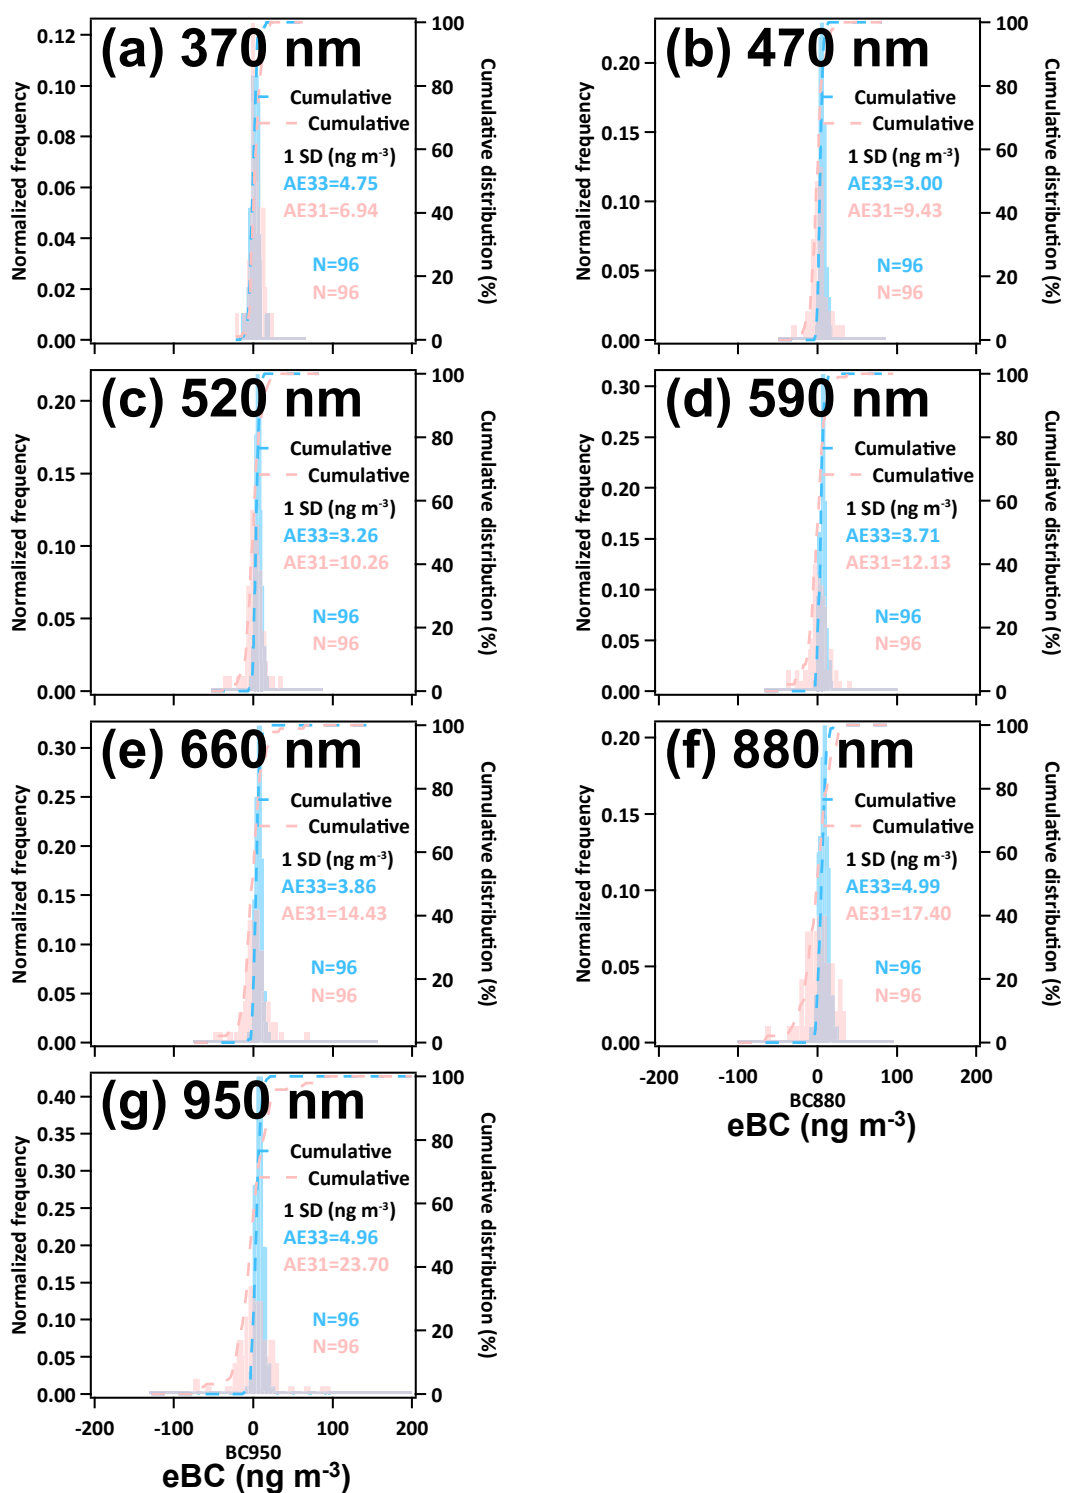 (a) 370 nm
Normalized frequency
0.12
0.10
0.08
0.06
0.04
0.02
0.00
Cumulative
Cumulative
1 SD (ng m-3)
AE33=4.75
AE31=6.94
N=96
N=96
100
80
60
40
20
0
Cumulative distribution (%)
(b) 470 nm
Normalized frequency
0.20
0.15
0.10
0.05
0.00
Cumulative
Cumulative
1 SD (ng m-3)
AE33=3.00
AE31=9.43
N=96
N=96
100
80
60
40
20
0
Cumulative distribution (%)
(c) 520 nm
Normalized frequency
0.20
0.15
0.10
0.05
0.00
Cumulative
Cumulative
1 SD (ng m-3)
AE33=3.26
AE31=10.26
N=96
N=96
100
80
60
40
20
0
Cumulative distribution (%)
(d) 590 nm
Normalized frequency
0.30
0.25
0.20
0.15
0.10
0.05
0.00
Cumulative
Cumulative
1 SD (ng m-3)
AE33=3.71
AE31=12.13
N=96
N=96
100
80
60
40
20
0
Cumulative distribution (%)
(e) 660 nm
Normalized frequency
0.30
0.25
0.20
0.15
0.10
0.05
0.00
Cumulative
Cumulative
1 SD (ng m-3)
AE33=3.86
AE31=14.43
N=96
N=96
100
80
60
40
20
0
Cumulative distribution (%)
(f) 880 nm
Normalized frequency
0.20
0.15
0.10
0.05
0.00
Cumulative
Cumulative
1 SD (ng m-3)
AE33=4.99
AE31=17.40
N=96
N=96
100
80
60
40
20
0
Cumulative distribution (%)
-200 -100 0 100 200
BC880
eBC (ng m-3)
(g) 950 nm
Normalized frequency
0.40
0.35
0.30
0.25
0.20
0.15
0.10
0.05
0.00
Cumulative
Cumulative
1 SD (ng m-3)
AE33=4.96
AE31=23.70
N=96
N=96
100
80
60
40
20
0
Cumulative distribution (%)
-200 -100 0 100 200
BC950
eBC (ng m-3)